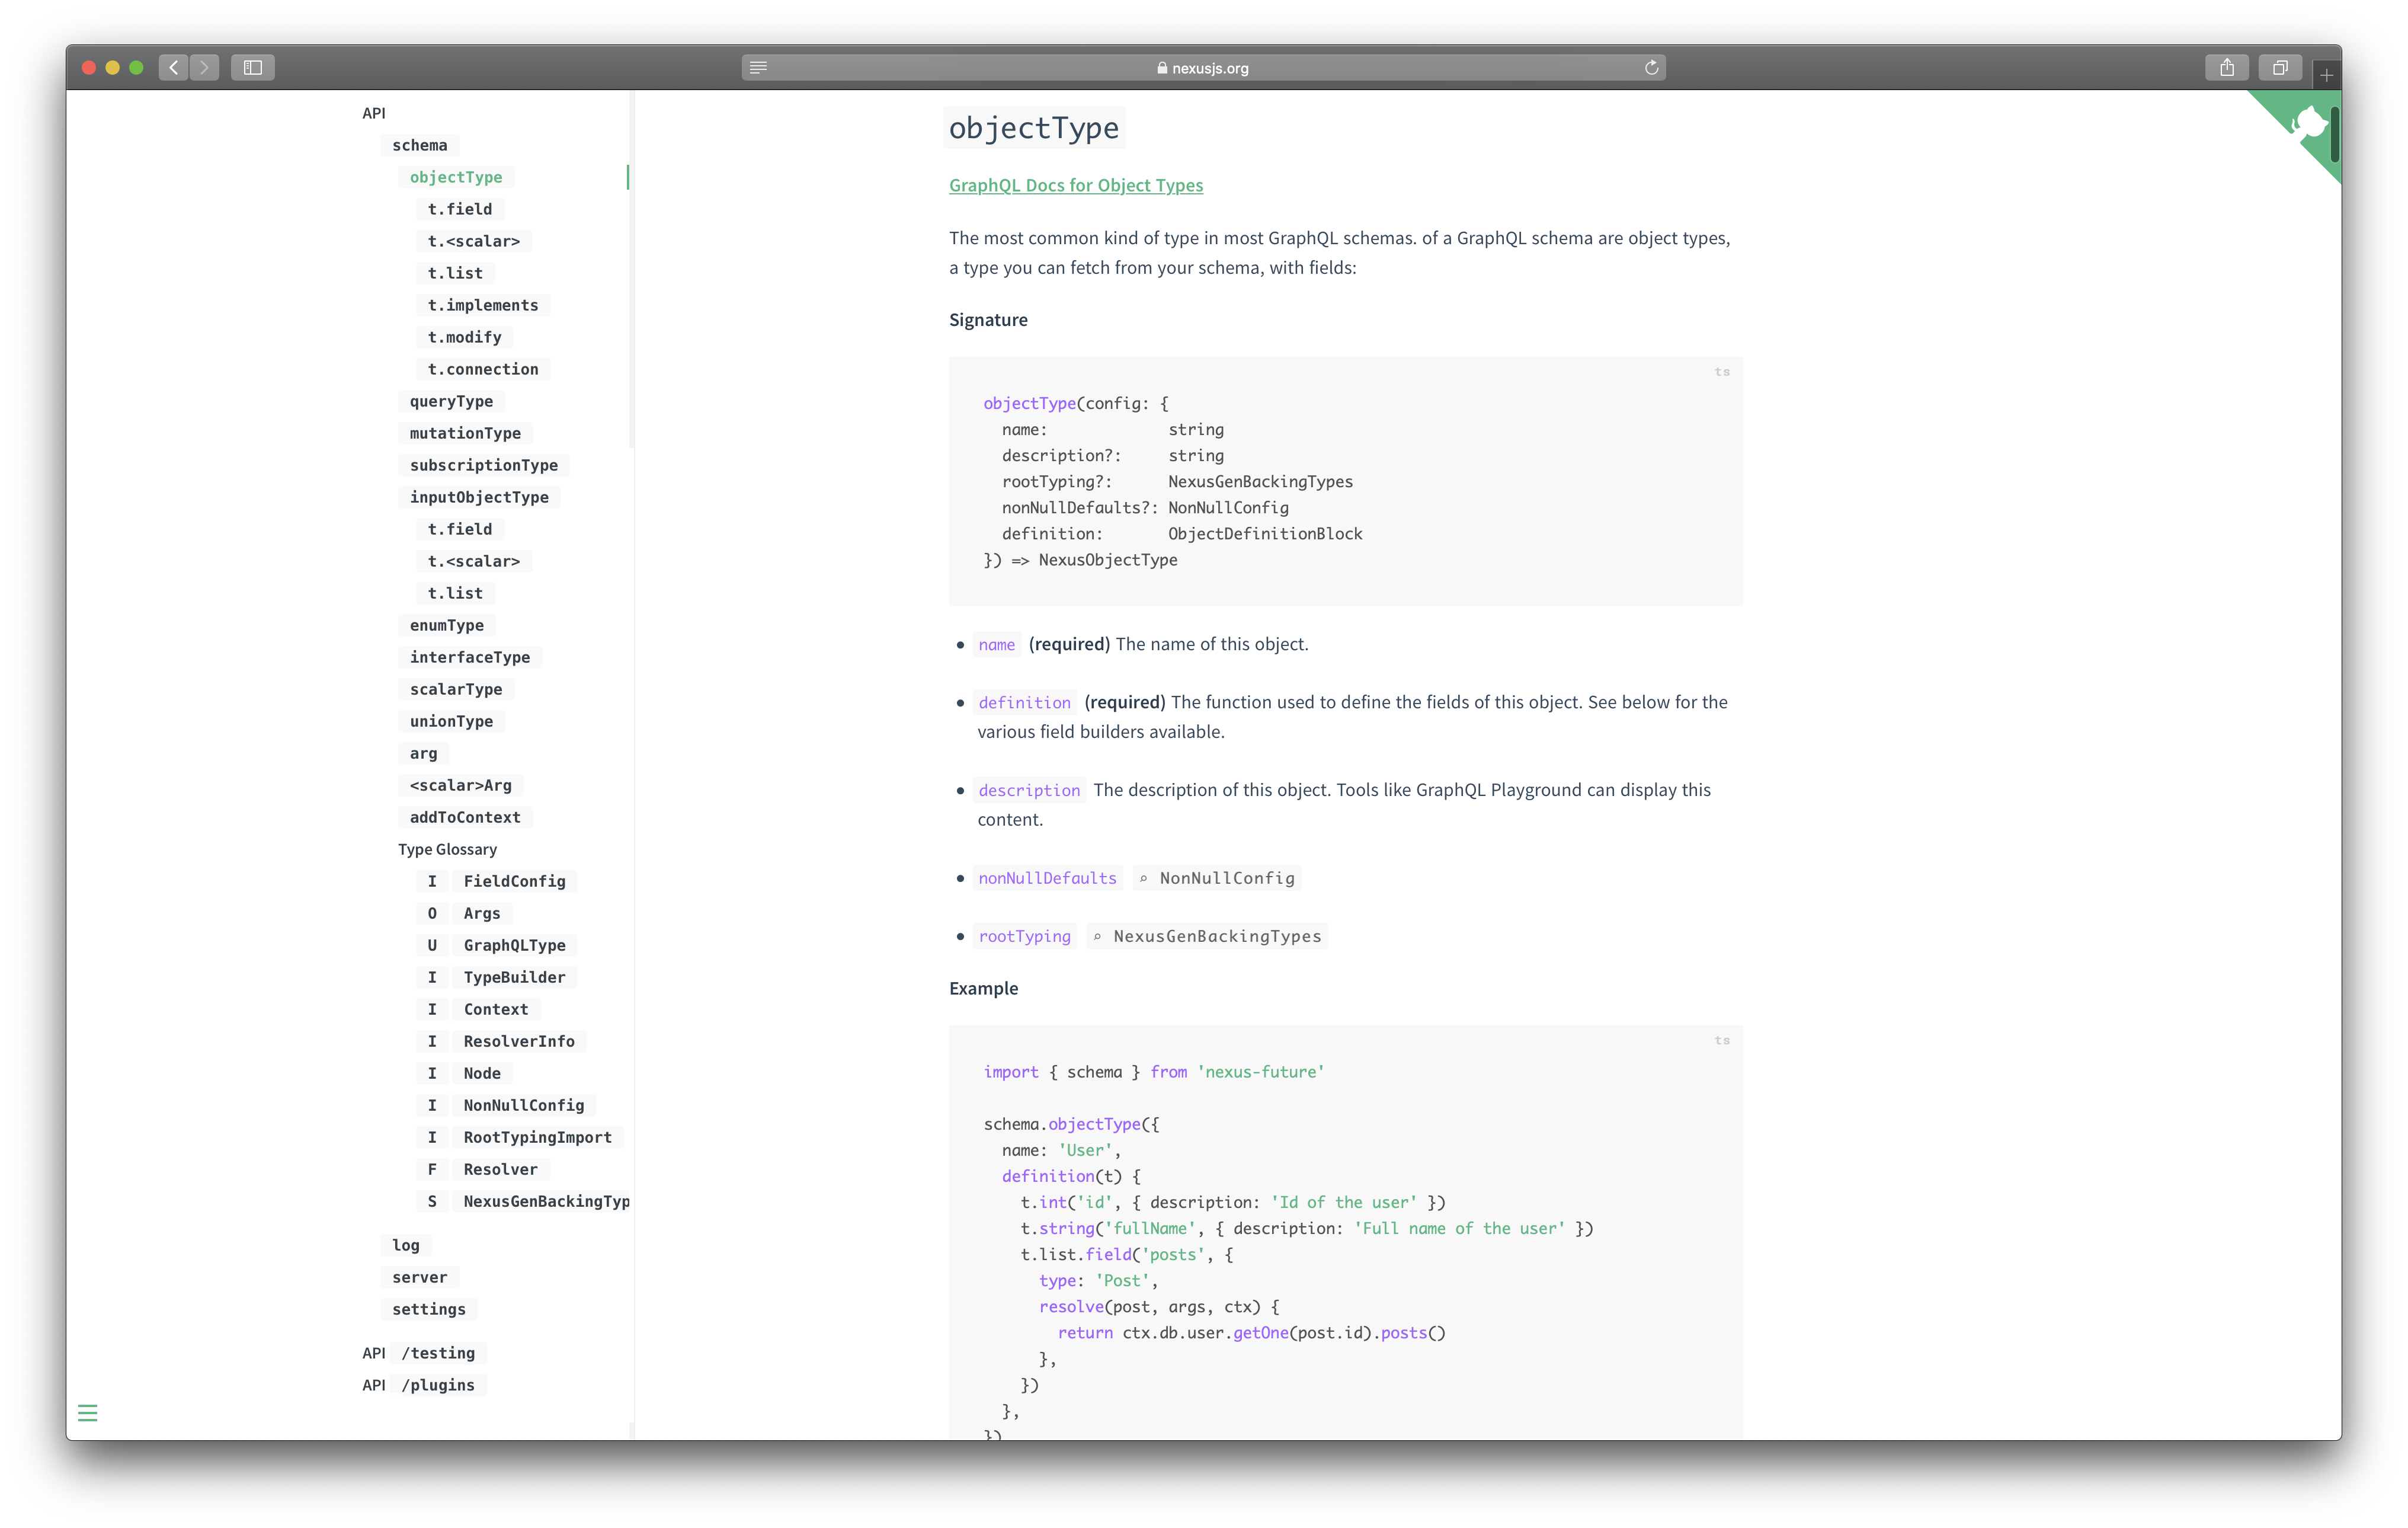 nexusjs.org
API
schema
objectType
t.field
t.<scalar>
t.list
t.implements
t.modify
t.connection
queryType
mutationType
subscriptionType
inputObjectType
t.field
t.<scalar>
t.list
enumType
interfaceType
scalarType
unionType
arg
<scalar>Arg
addToContext
Type Glossary
I FieldConfig
O Args
U GraphQLType
I TypeBuilder
I Context
I ResolverInfo
I Node
I NonNullConfig
I RootTypingImport
F Resolver
S NexusGenBackingTyp
log
server
settings
API /testing
API /plugins
objectType
GraphQL Docs for Object Types
The most common kind of type in most GraphQL schemas. of a GraphQL schema are object types,
a type you can fetch from your schema, with fields:
Signature
ts
objectType(config: {
  name:             string
  description?:     string
  rootTyping?:      NexusGenBackingTypes
  nonNullDefaults?: NonNullConfig
  definition:       ObjectDefinitionBlock
}) => NexusObjectType
• name (required) The name of this object.
• definition (required) The function used to define the fields of this object. See below for the
various field builders available.
• description The description of this object. Tools like GraphQL Playground can display this
content.
• nonNullDefaults ⌕ NonNullConfig
• rootTyping ⌕ NexusGenBackingTypes
Example
ts
import { schema } from 'nexus-future'
schema.objectType({
  name: 'User',
  definition(t) {
    t.int('id', { description: 'Id of the user' })
    t.string('fullName', { description: 'Full name of the user' })
    t.list.field('posts', {
      type: 'Post',
      resolve(post, args, ctx) {
        return ctx.db.user.getOne(post.id).posts()
      },
    })
  },
})